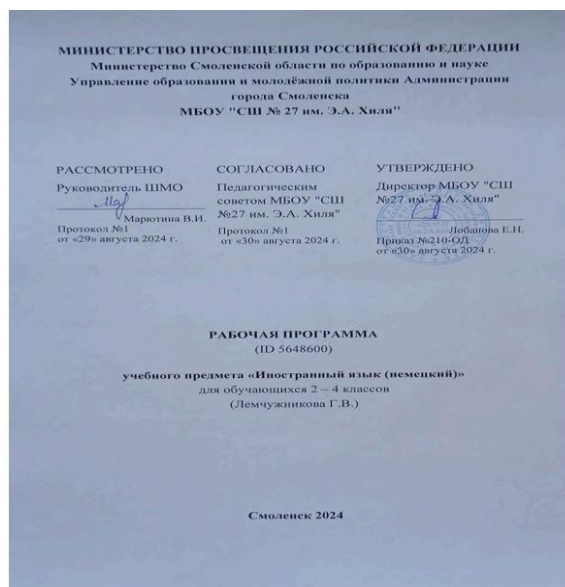 МИНИСТЕРСТВО ПРОСВЕЩЕНИЯ РОССИЙСКОЙ ФЕДЕРАЦИИ
Министерство Смоленской области по образованию и науке
Управление образования и молодёжной политики Администрации
города Смоленска
МБОУ "СШ № 27 им. Э.А. Хиля"
РАССМОТРЕНО
Руководитель ШМО
Марютина В.И.
Протокол №1
от «29» августа 2024 г.
СОГЛАСОВАНО
Педагогическим
советом МБОУ "СШ
№27 им. Э.А. Хиля"
Протокол №1
от «30» августа 2024 г.
УТВЕРЖДЕНО
Директор МБОУ "СШ
№27 им. Э.А. Хиля"
Лобанова Е.Н.
Приказ №210-ОД
от «30» августа 2024 г.
РАБОЧАЯ ПРОГРАММА
(ID 5648600)
учебного предмета «Иностранный язык (немецкий)»
для обучающихся 2 – 4 классов
(Лемчужникова Г.В.)
Смоленск 2024